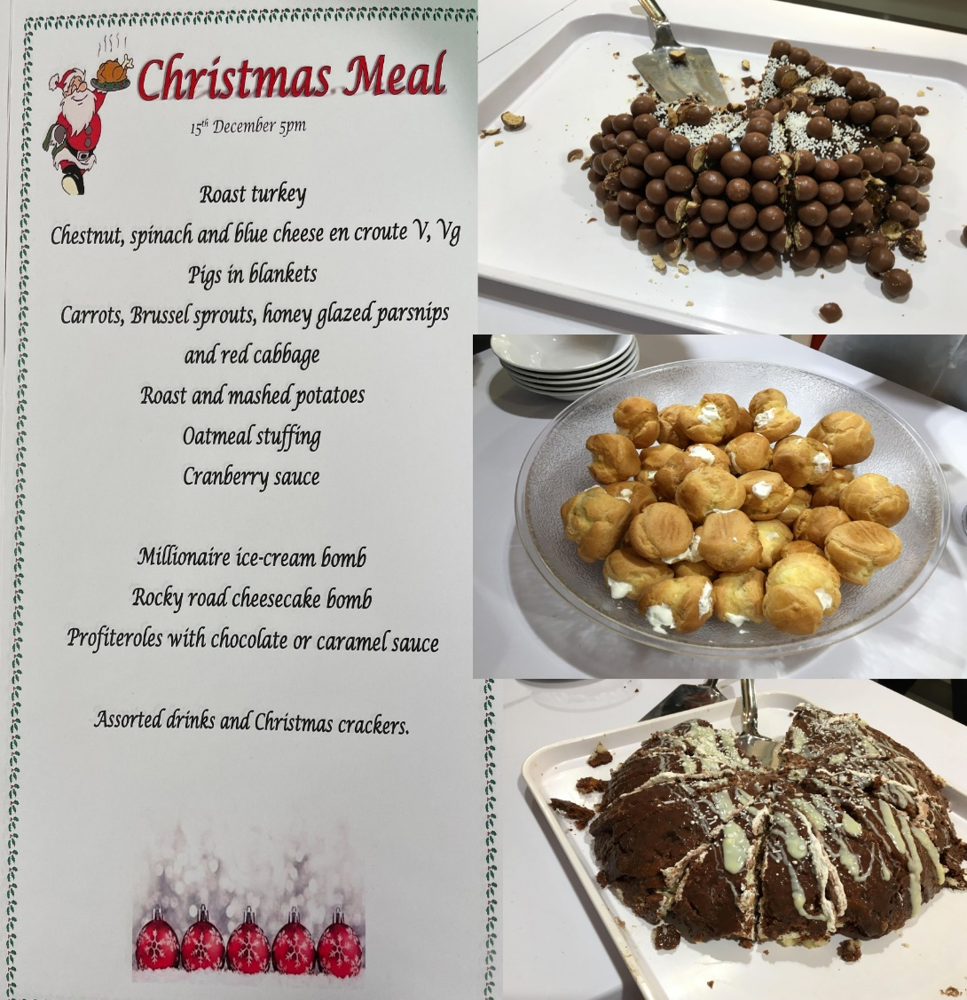 Christmas Meal
15th December 5pm
Roast turkey
Chestnut, spinach and blue cheese en croute V, Vg
Pigs in blankets
Carrots, Brussel sprouts, honey glazed parsnips
and red cabbage
Roast and mashed potatoes
Oatmeal stuffing
Cranberry sauce
Millionaire ice-cream bomb
Rocky road cheesecake bomb
Profiteroles with chocolate or caramel sauce
Assorted drinks and Christmas crackers.